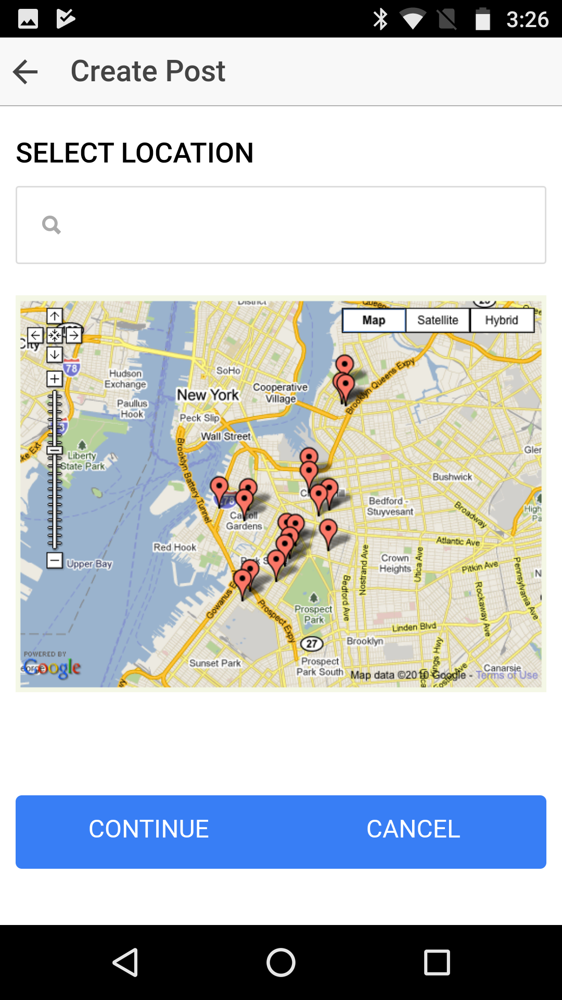 3:26
Create Post
SELECT LOCATION
District
Queens
Map Satellite Hybrid
City
78
SoHo
Hudson
Exchange
Cooperative
Village
New York
Paullus
Hook
Brooklyn Queens Expy
Peck Slip
Wall Street
Liberty
State Park
Brooklyn Battery Tunnel
Bushwick
78
Bedford -
Stuyvesant
Broadway
Gardens
Red Hook
Atlantic Ave
Upper Bay
Crown
Heights
Nostrand Ave
Utica Ave
Pitkin Ave
Pennsylvania Ave
Bedford Ave
Rockaway Ave
Prospect
Park
Prospect Expy
Linden Blvd
27
Brooklyn
POWERED BY
Google
Sunset Park
Prospect
Park South
Canarsie
Map data ©2010 Google - Terms of Use
CONTINUE CANCEL